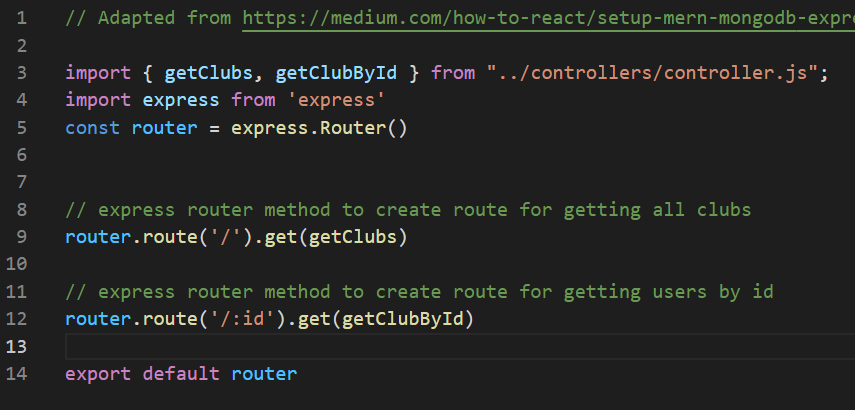 1 // Adapted from https://medium.com/how-to-react/setup-mern-mongodb-expre
2
3 import { getClubs, getClubById } from "../controllers/controller.js";
4 import express from 'express'
5 const router = express.Router()
6
7
8 // express router method to create route for getting all clubs
9 router.route('/').get(getClubs)
10
11 // express router method to create route for getting users by id
12 router.route('/:id').get(getClubById)
13
14 export default router